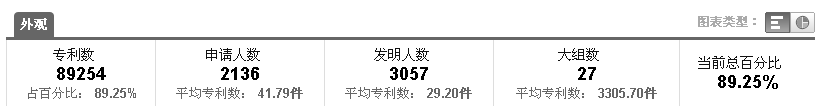 外观
图表类型：
专利数
89254
占百分比： 89.25%
申请人数
2136
平均专利数： 41.79件
发明人数
3057
平均专利数： 29.20件
大组数
27
平均专利数： 3305.70件
当前总百分比
89.25%